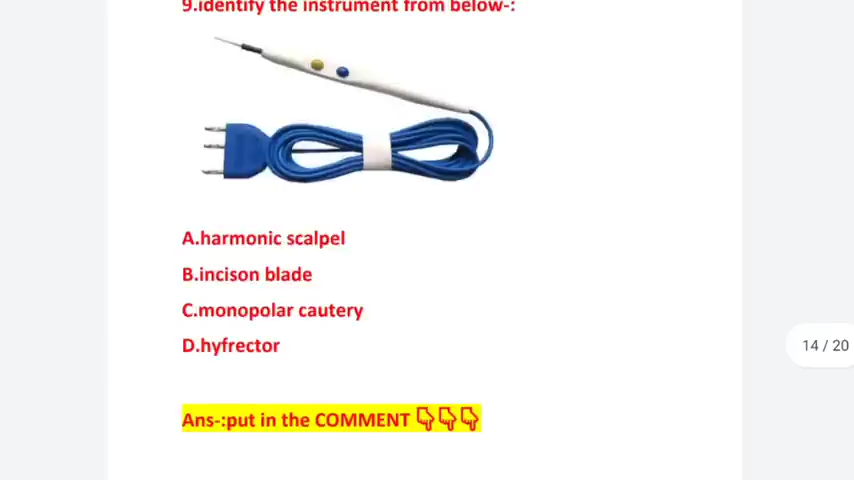 9.identify the instrument from below-:
A.harmonic scalpel
B.incison blade
C.monopolar cautery
D.hyfrector
14 / 20
Ans-:put in the COMMENT 👇👇👇